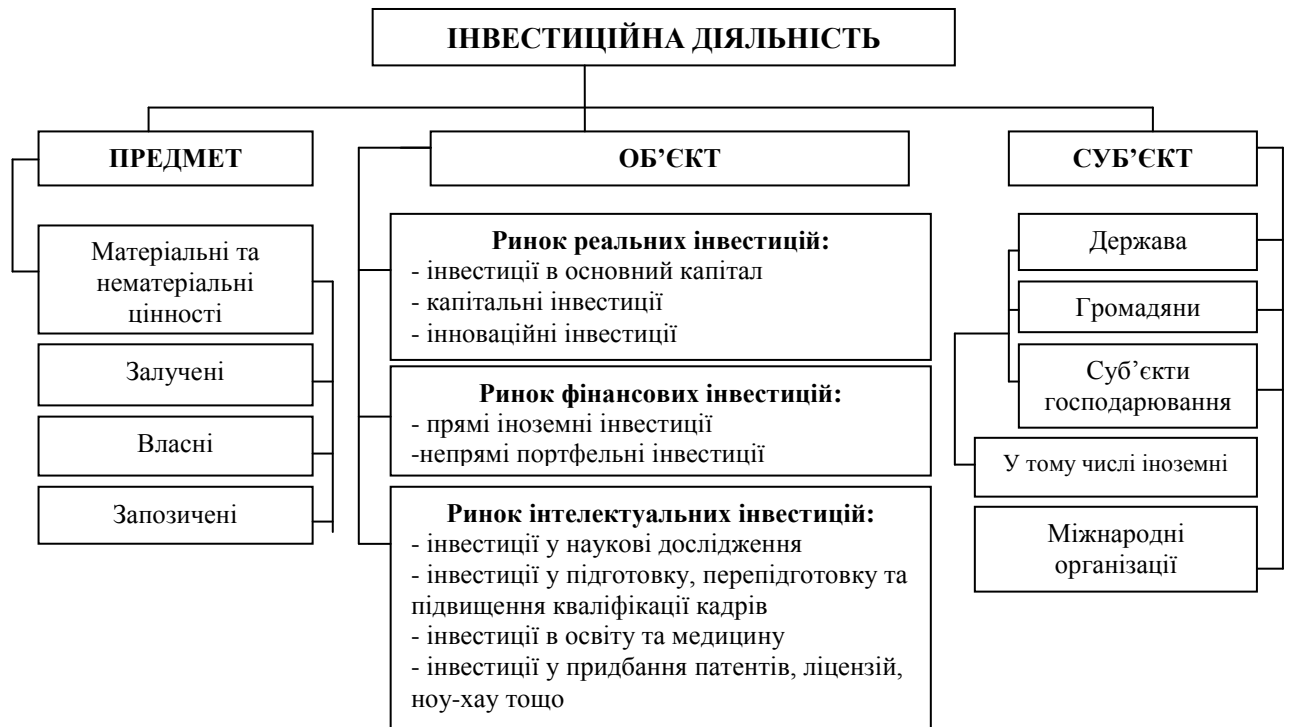 ІНВЕСТИЦІЙНА ДІЯЛЬНІСТЬ
ПРЕДМЕТ
ОБ’ЄКТ
СУБ’ЄКТ
Матеріальні та
нематеріальні
цінності
Залучені
Власні
Запозичені
Ринок реальних інвестицій:
- інвестиції в основний капітал
- капітальні інвестиції
- інноваційні інвестиції
Ринок фінансових інвестицій:
- прямі іноземні інвестиції
-непрямі портфельні інвестиції
Ринок інтелектуальних інвестицій:
- інвестиції у наукові дослідження
- інвестиції у підготовку, перепідготовку та
підвищення кваліфікації кадрів
- інвестиції в освіту та медицину
- інвестиції у придбання патентів, ліцензій,
ноу-хау тощо
Держава
Громадяни
Суб’єкти
господарювання
У тому числі іноземні
Міжнародні
організації